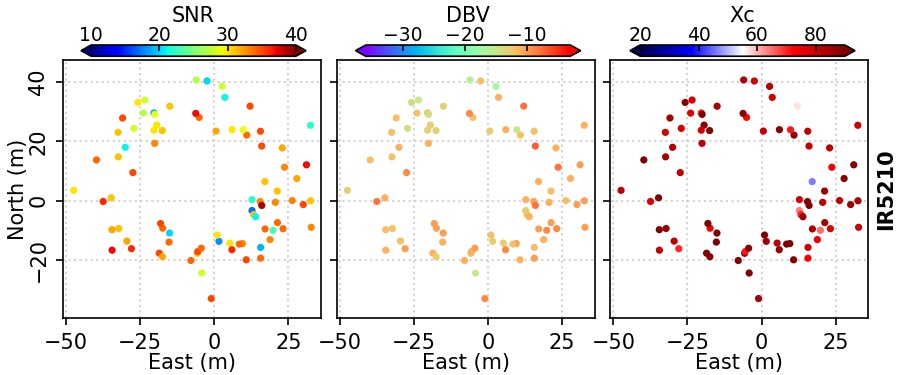 SNR
DBV
Xc
10 20 30 40
−30 −20 −10
20 40 60 80
40
20
0
−20
North (m)
−50 −25 0 25
−50 −25 0 25
−50 −25 0 25
East (m)
East (m)
East (m)
IR5210